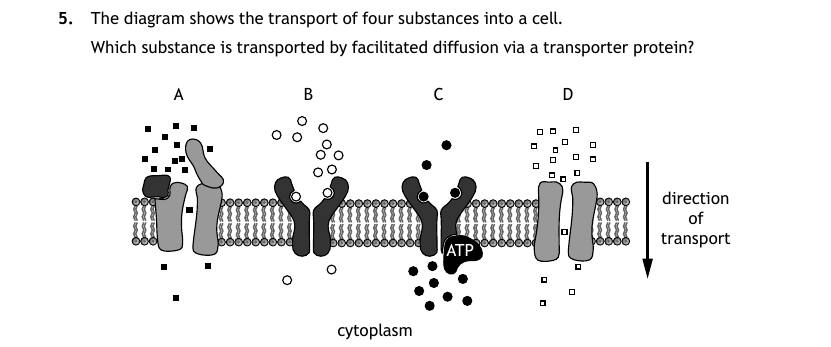 5. The diagram shows the transport of four substances into a cell.
Which substance is transported by facilitated diffusion via a transporter protein?
A B C D
direction
of
transport
ATP
cytoplasm